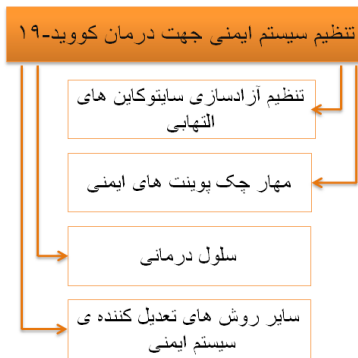 تنظیم سیستم ایمنی جهت درمان کووید-۱۹
تنظیم آزادسازی سایتوکاین های
التهابی
مهار چک پوینت های ایمنی
سلول درمانی
سایر روش های تعدیل کننده ی
سیستم ایمنی